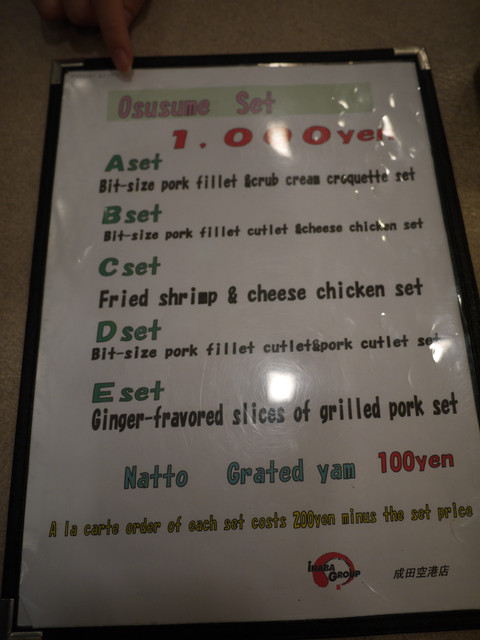 Osusume Set
1.000yen
A set
Bit-size pork fillet &crub cream croquette set
B set
Bit-size pork fillet cutlet &cheese chicken set
C set
Fried shrimp & cheese chicken set
D set
Bit-size pork fillet cutlet&pork cutlet set
E set
Ginger-fravored slices of grilled pork set
Natto Grated yam 100yen
A la carte order of each set costs 200yen minus the set price
INABA GROUP 成田空港店